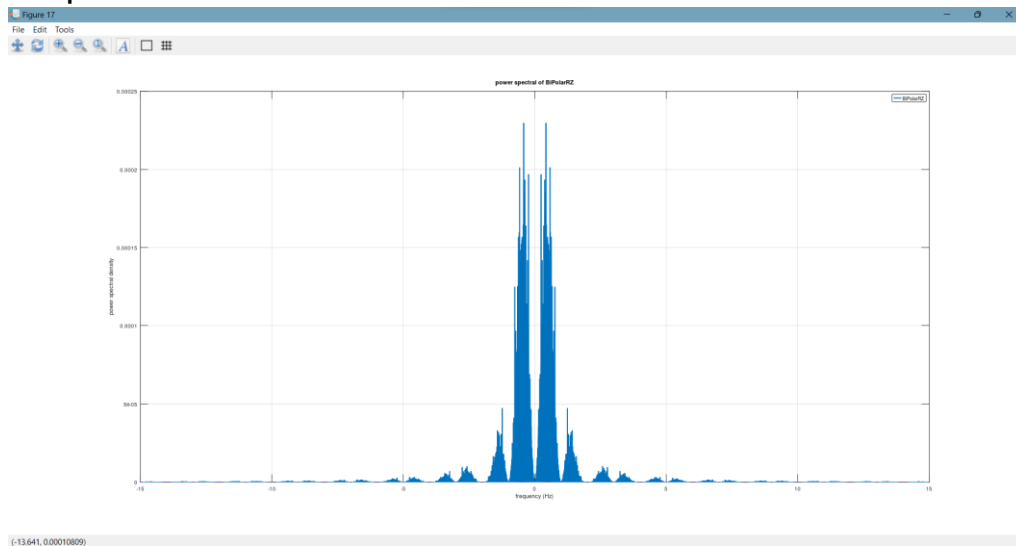 Figure 17
File Edit Tools
A
power spectral of BiPolarRZ
BiPolarRZ
0.00025
0.0002
0.00015
0.0001
5e-05
0
power spectral density
-15 -10 -5 0 5 10 15
frequency (Hz)
(-13.641, 0.00010809)